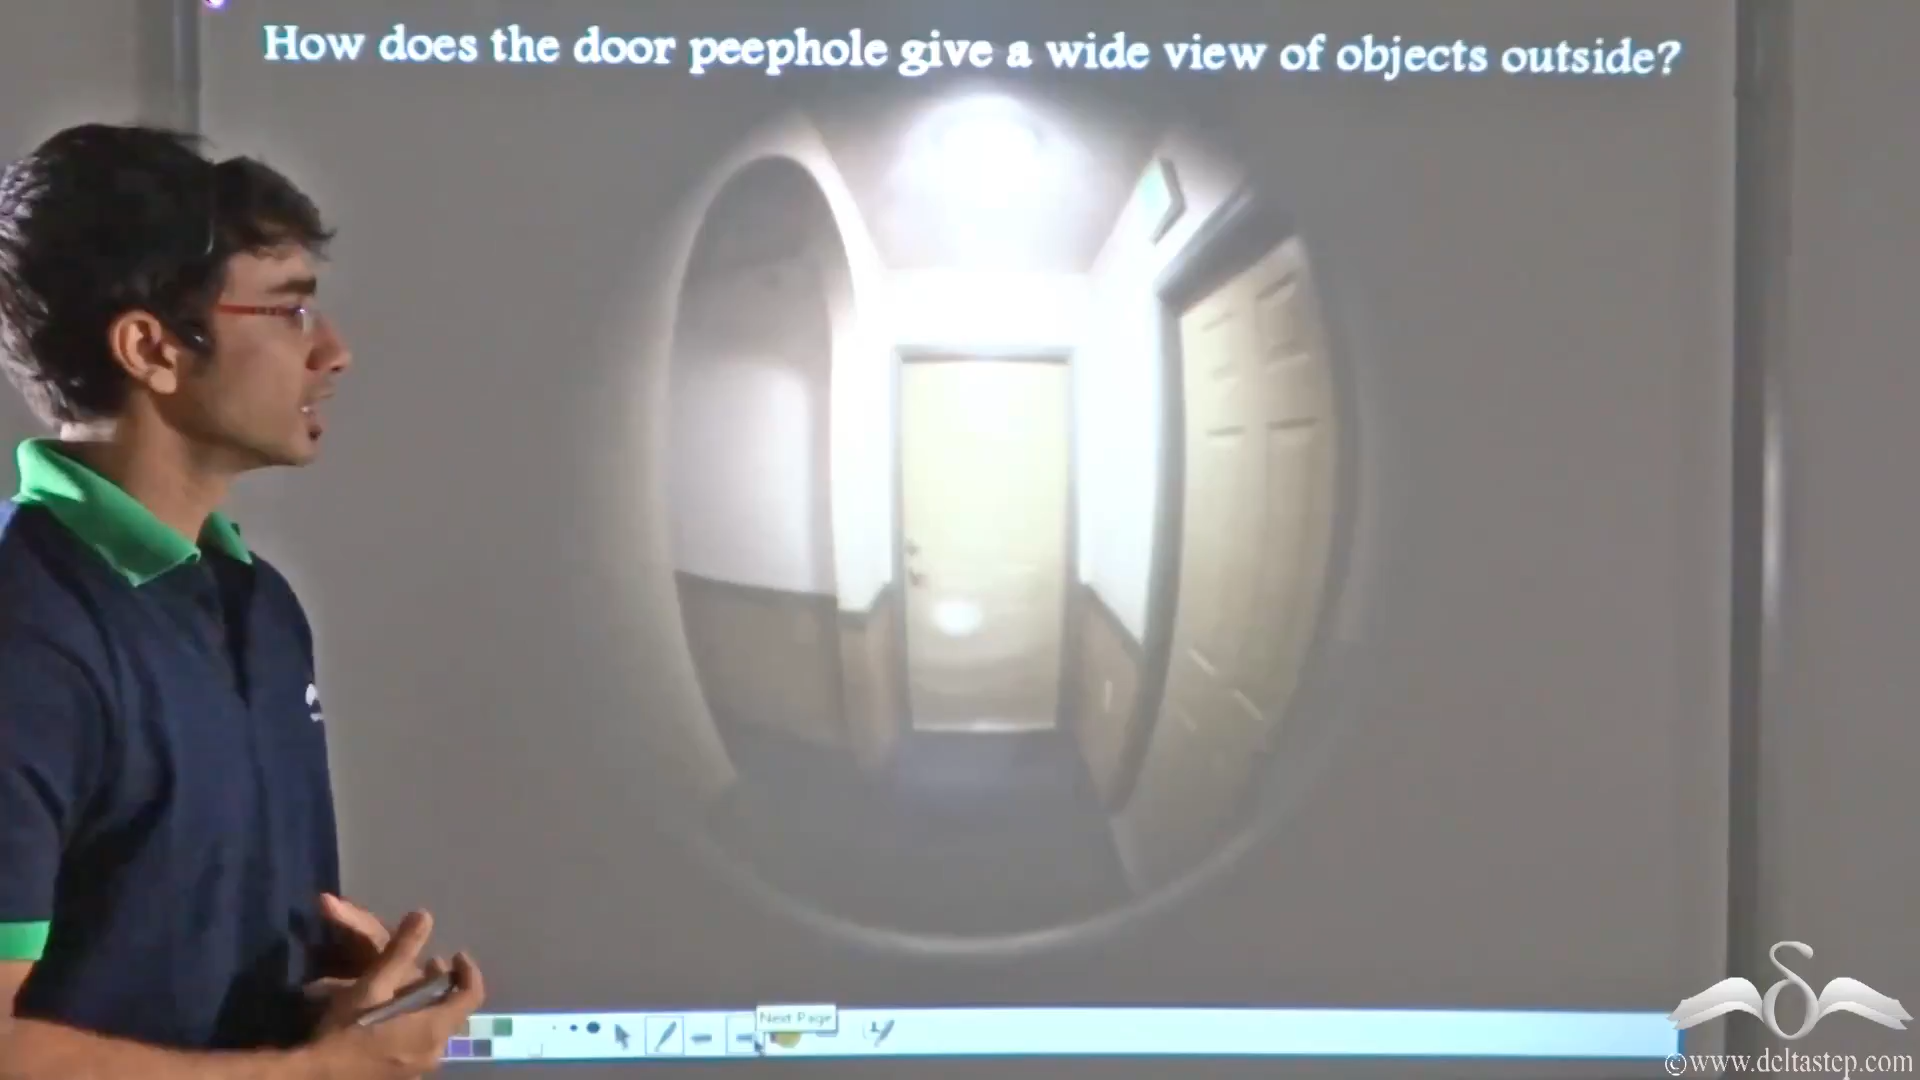 How does the door peephole give a wide view of objects outside?
Next Page
©www.deltastep.com